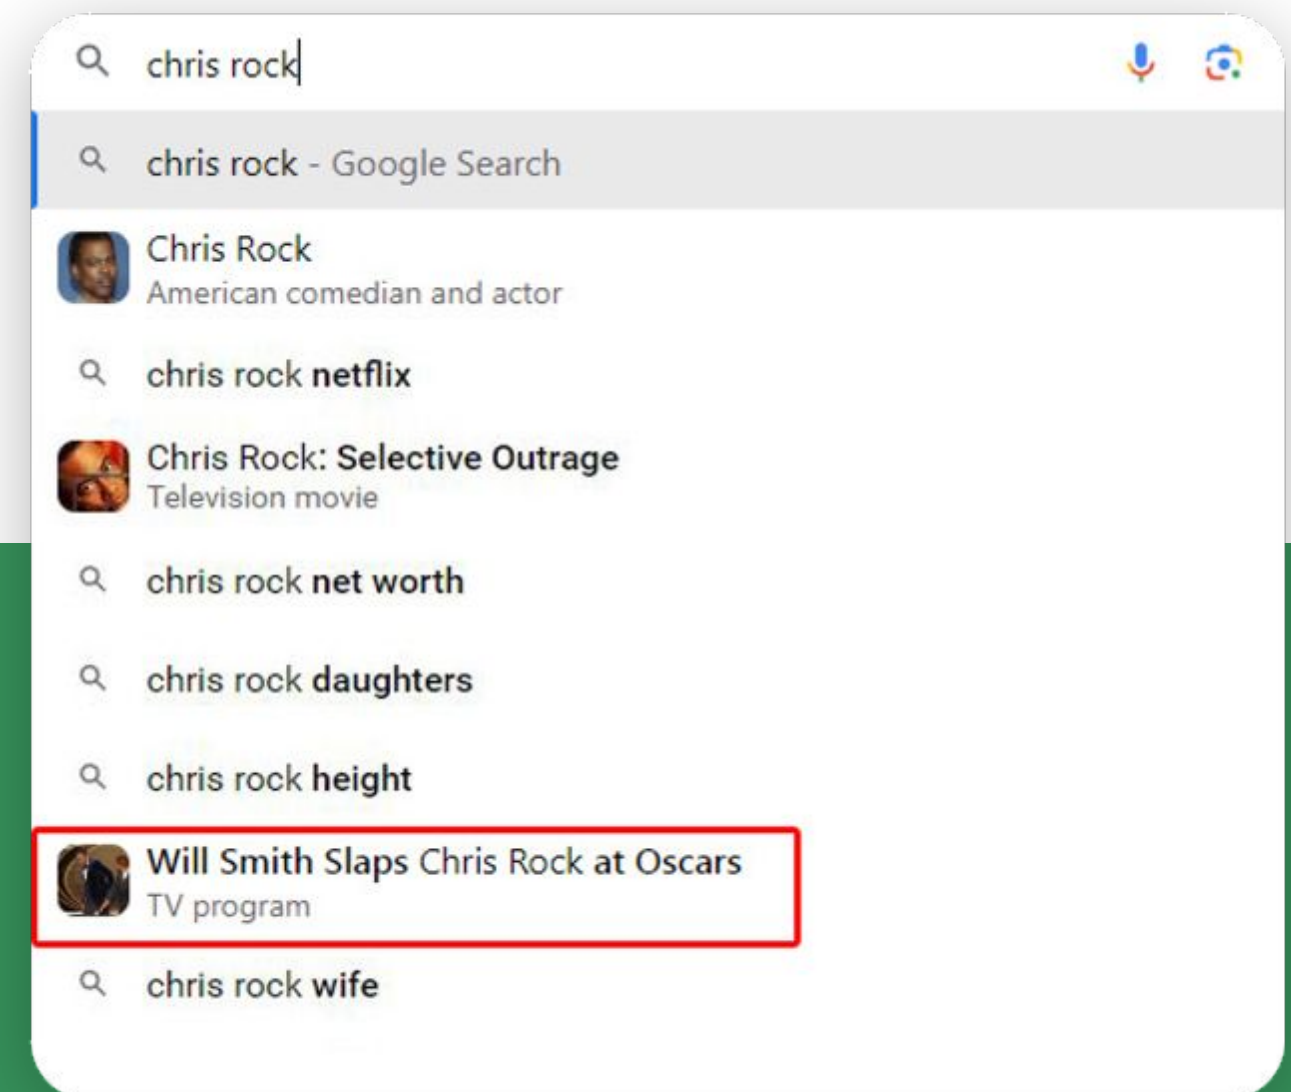 chris rock
chris rock - Google Search
Chris Rock
American comedian and actor
chris rock netflix
Chris Rock: Selective Outrage
Television movie
chris rock net worth
chris rock daughters
chris rock height
Will Smith Slaps Chris Rock at Oscars
TV program
chris rock wife